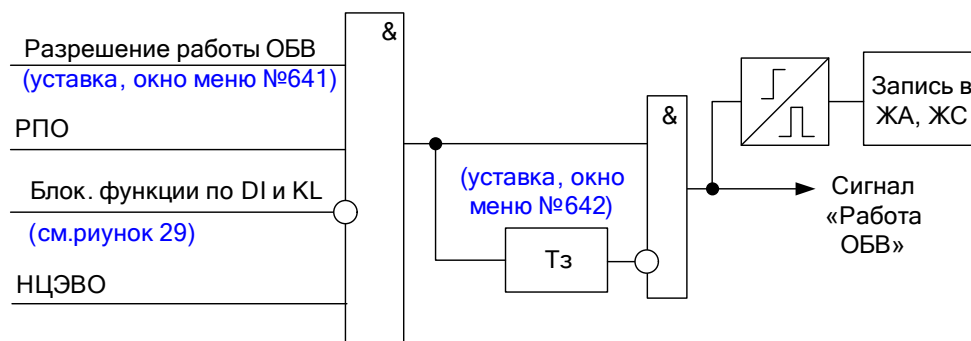 Разрешение работы ОБВ
(уставка, окно меню №641)
РПО
Блок. функции по DI и KL
(см.риунок 29)
НЦЭВО
&
(уставка, окно
меню №642)
Тз
&
Запись в
ЖА, ЖС
Сигнал
«Работа
ОБВ»